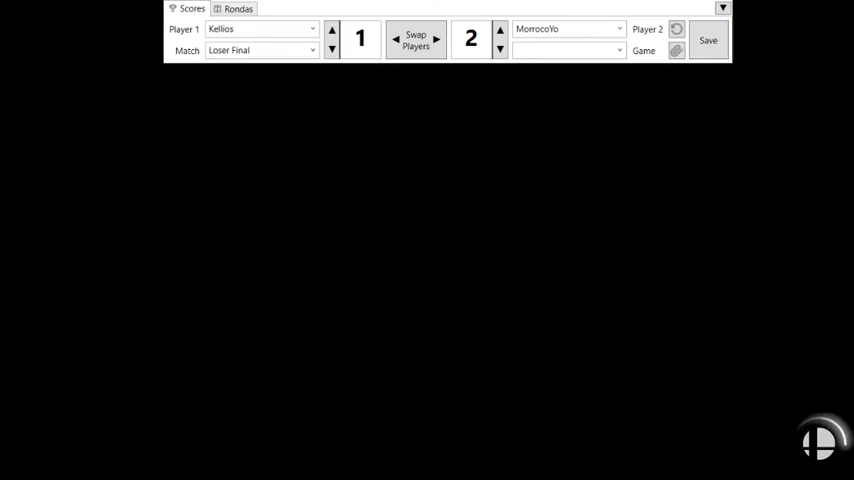 Scores Rondas
Player 1 Kellios 1 Swap Players 2 MorrocoYo Player 2 Save
Match Loser Final Game